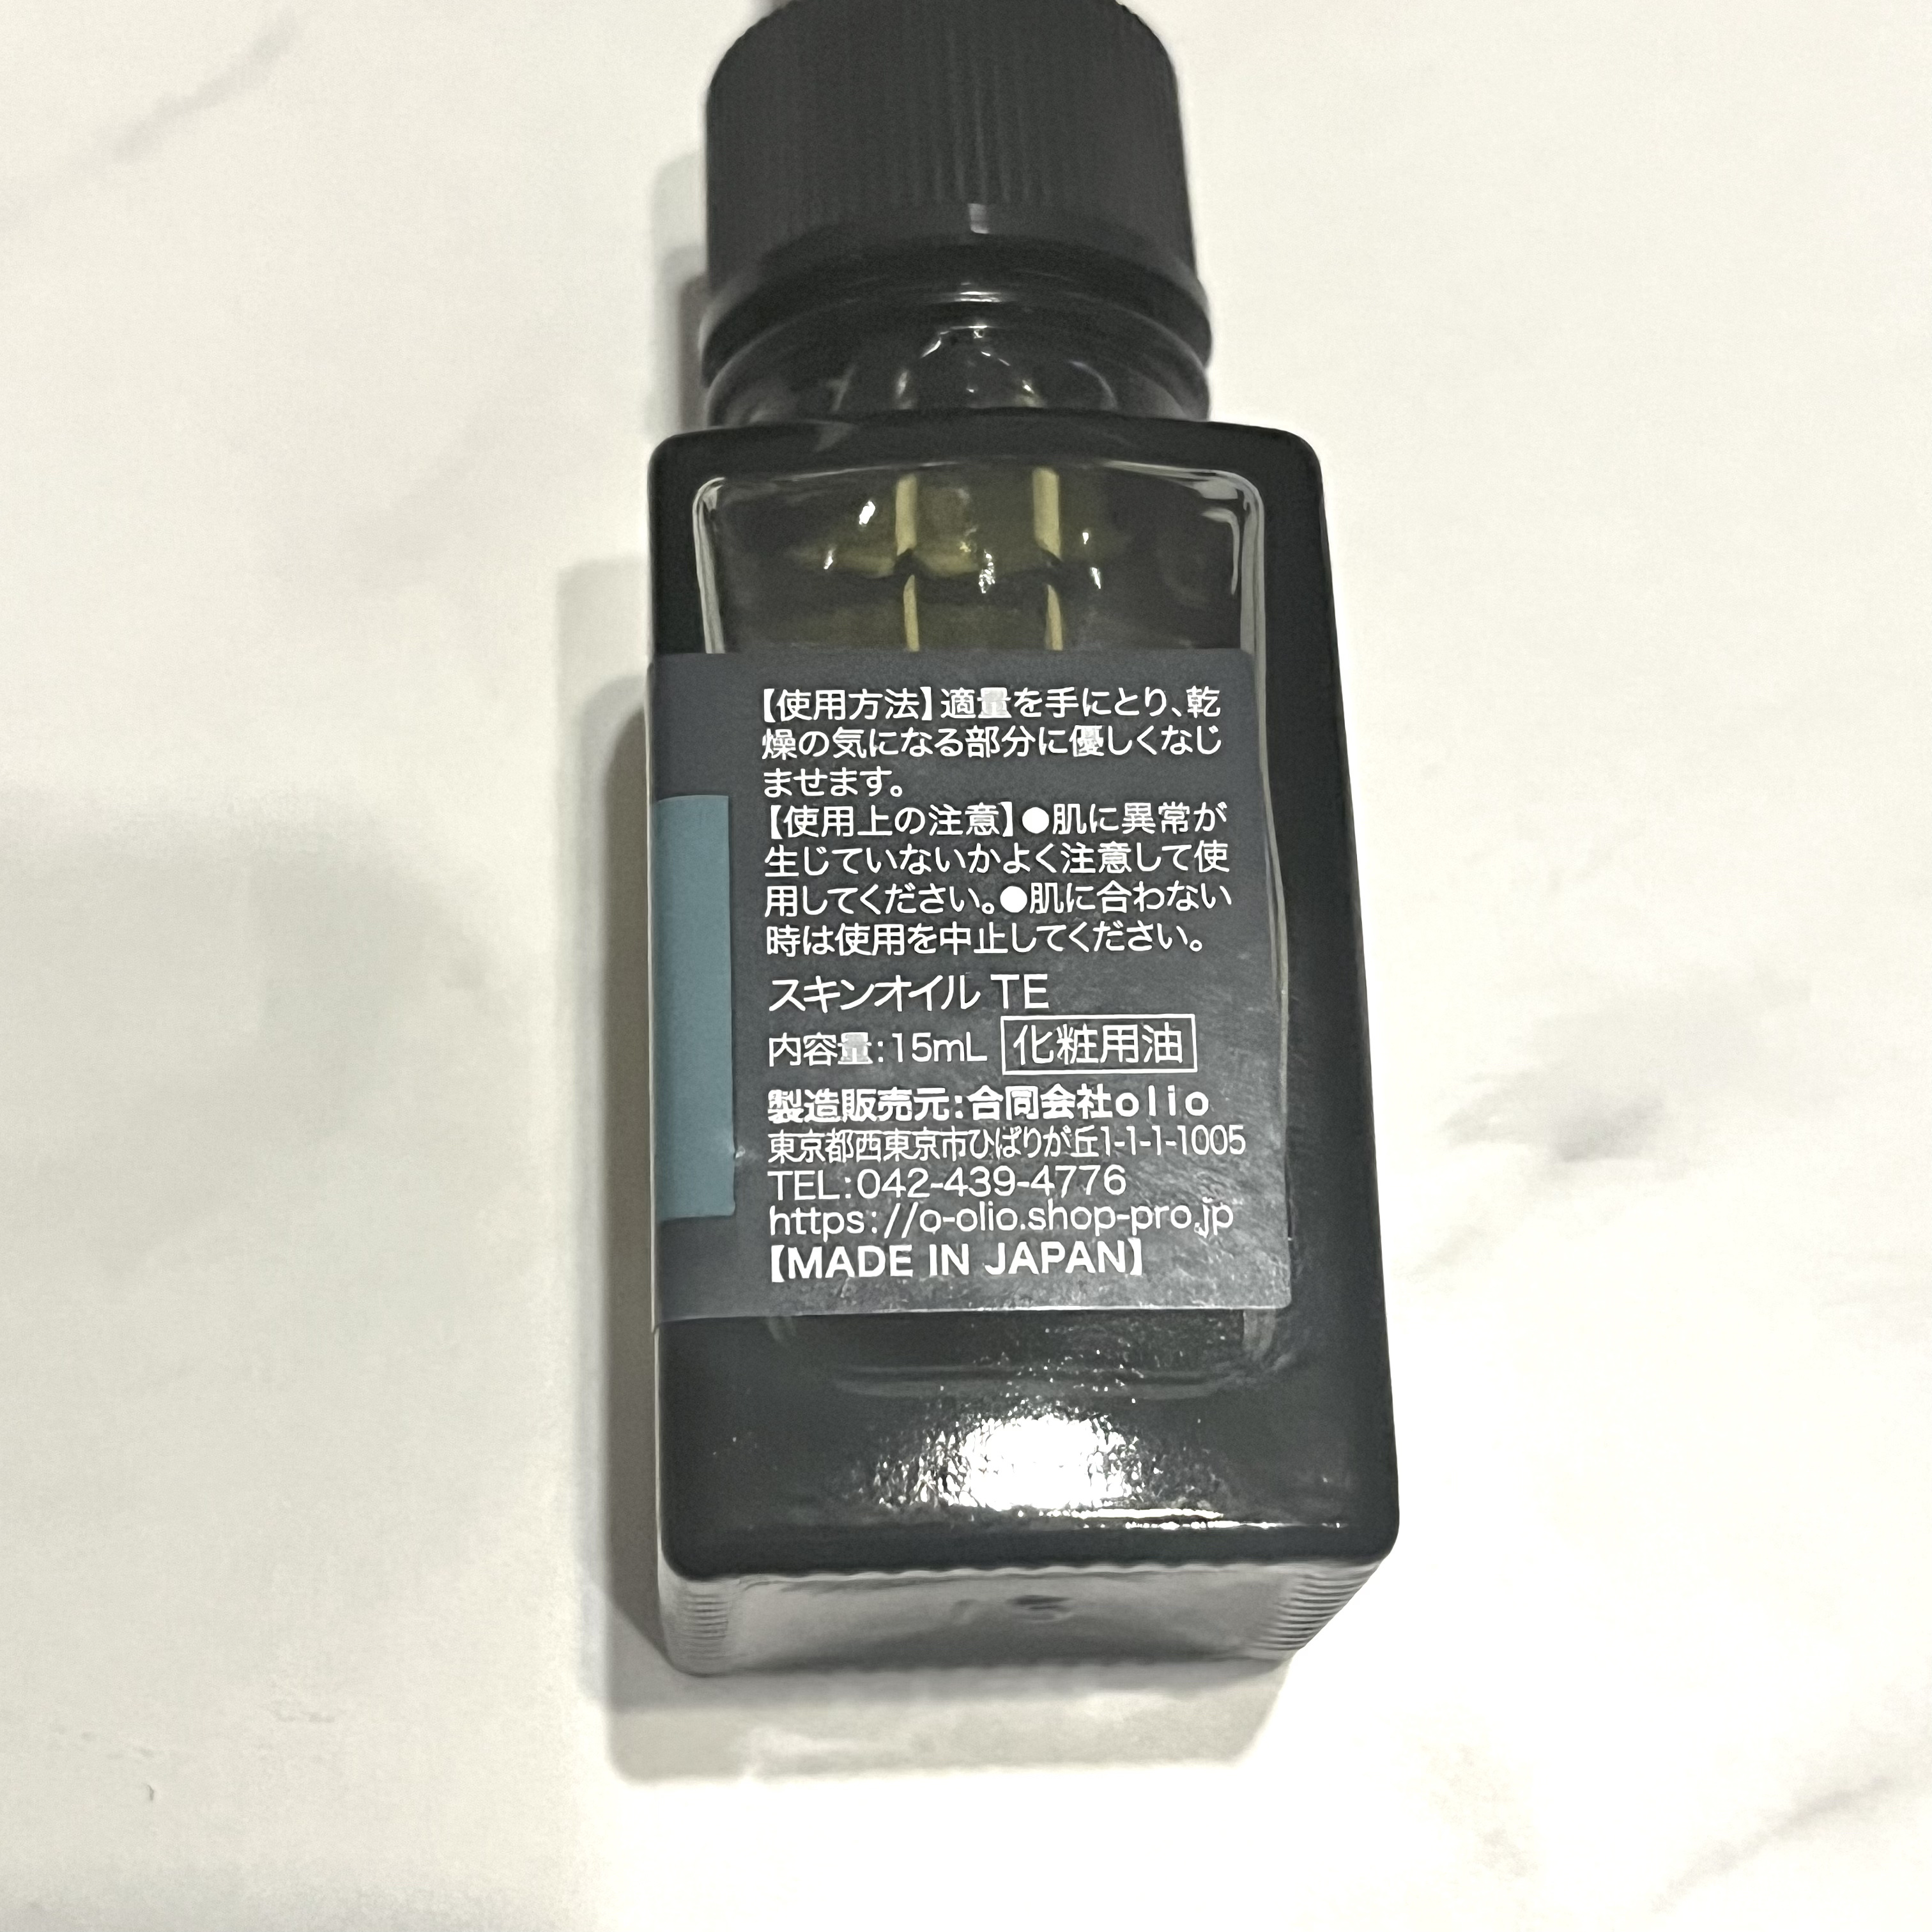 【使用方法】適量を手にとり、乾
燥の気になる部分に優しくなじ
ませます。
【使用上の注意】●肌に異常が
生じていないかよく注意して使
用してください。●肌に合わない
時は使用を中止してください。
スキンオイル TE
内容量:15mL 化粧用油
製造販売元:合同会社olio
東京都西東京市ひばりが丘1-1-1-1005
TEL:042-439-4776
https://o-olio.shop-pro.jp
【MADE IN JAPAN】